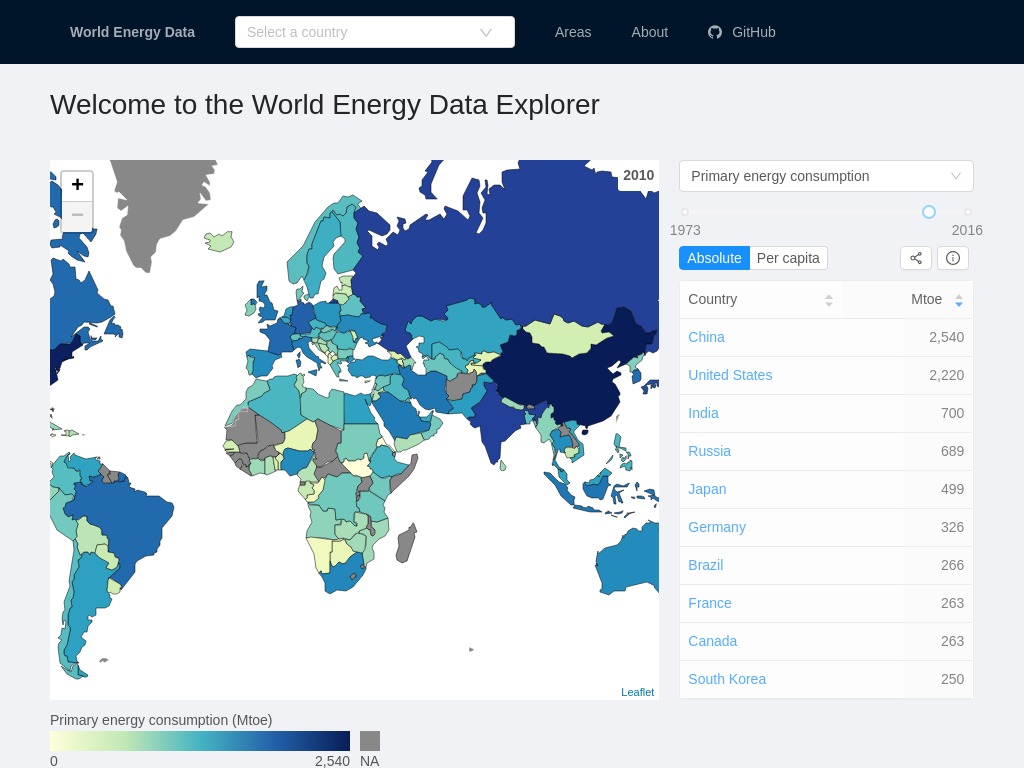 World Energy Data
Select a country
Areas
About
GitHub
Welcome to the World Energy Data Explorer
+
−
2010
Primary energy consumption
1973
2016
Absolute
Per capita
Country
Mtoe
China
2,540
United States
2,220
India
700
Russia
689
Japan
499
Germany
326
Brazil
266
France
263
Canada
263
South Korea
250
Leaflet
Primary energy consumption (Mtoe)
0
2,540
NA